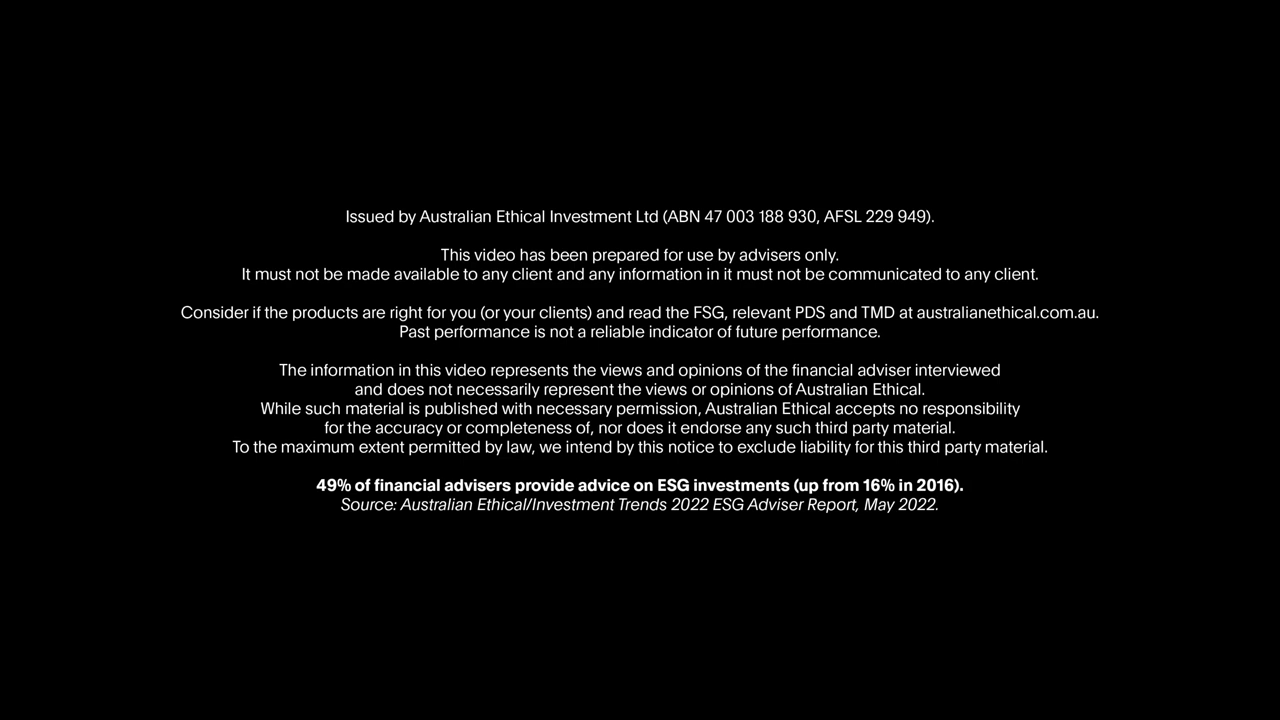 Issued by Australian Ethical Investment Ltd (ABN 47 003 188 930, AFSL 229 949).
This video has been prepared for use by advisers only.
It must not be made available to any client and any information in it must not be communicated to any client.
Consider if the products are right for you (or your clients) and read the FSG, relevant PDS and TMD at australianethical.com.au.
Past performance is not a reliable indicator of future performance.
The information in this video represents the views and opinions of the financial adviser interviewed
and does not necessarily represent the views or opinions of Australian Ethical.
While such material is published with necessary permission, Australian Ethical accepts no responsibility
for the accuracy or completeness of, nor does it endorse any such third party material.
To the maximum extent permitted by law, we intend by this notice to exclude liability for this third party material.
49% of financial advisers provide advice on ESG investments (up from 16% in 2016).
Source: Australian Ethical/Investment Trends 2022 ESG Adviser Report, May 2022.